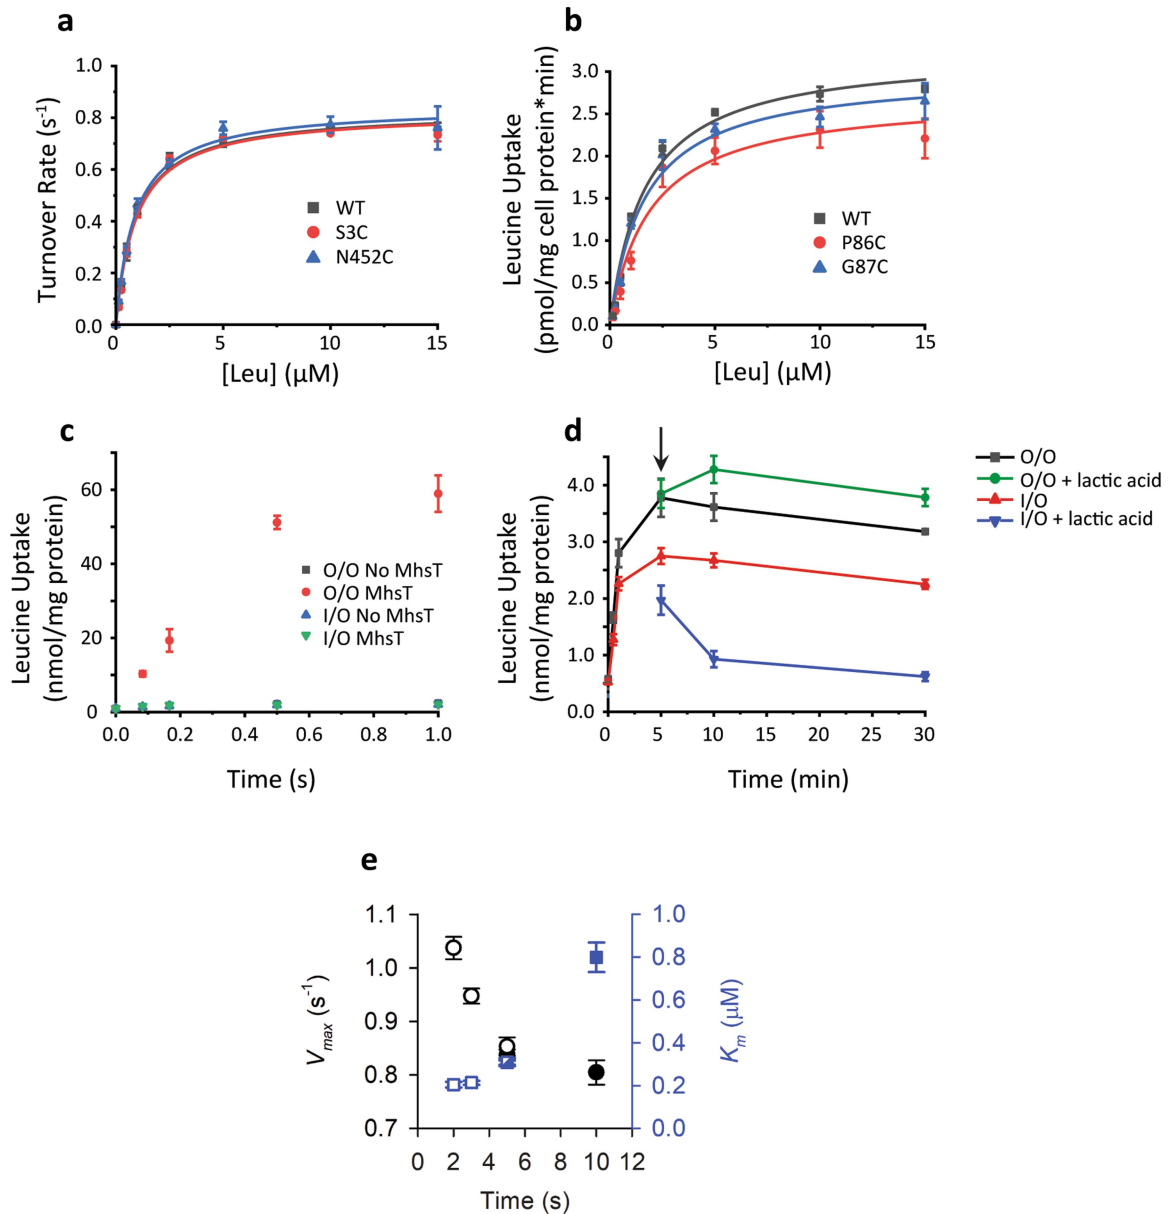 a
Turnover Rate (s⁻¹)
1.0
0.8
0.6
0.4
0.2
0.0
0
5
10
15
[Leu] (µM)
WT
S3C
N452C
b
Leucine Uptake
(pmol/mg cell protein*min)
3.0
2.5
2.0
1.5
1.0
0.5
0.0
0
5
10
15
[Leu] (µM)
WT
P86C
G87C
c
Leucine Uptake
(nmol/mg protein)
60
40
20
0
0.0
0.2
0.4
0.6
0.8
1.0
Time (s)
O/O No MhsT
O/O MhsT
I/O No MhsT
I/O MhsT
d
Leucine Uptake
(nmol/mg protein)
4.0
3.0
2.0
1.0
0.0
0
5
10
15
20
25
30
Time (min)
O/O
O/O + lactic acid
I/O
I/O + lactic acid
e
V_max (s⁻¹)
1.1
1.0
0.9
0.8
0.7
0
2
4
6
8
10
12
Time (s)
1.0
0.8
0.6
0.4
0.2
0.0
K_m (µM)